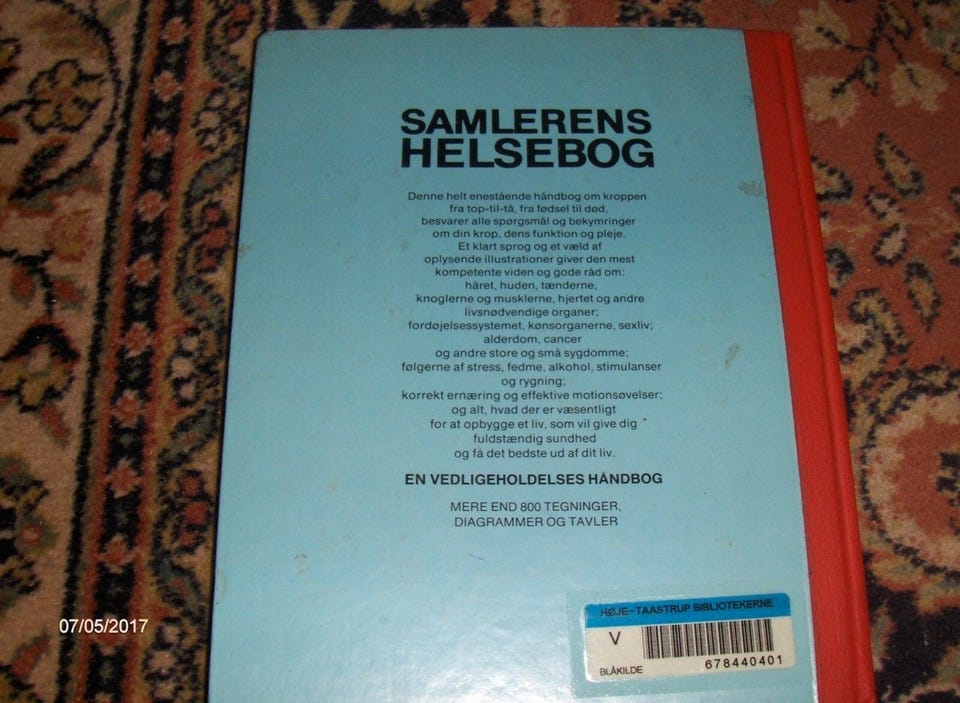 SAMLERENS
HELSEBOG
Denne helt enestående håndbog om kroppen
fra top-til-tå, fra fødsel til død,
besvarer alle spørgsmål og bekymringer
om din krop, dens funktion og pleje.
Et klart sprog og et væld af
oplysende illustrationer giver den mest
kompetente viden og gode råd om:
håret, huden, tænderne,
knoglerne og musklerne, hjertet og andre
livsnødvendige organer;
fordøjelsessystemet, kønsorganerne, sexliv;
alderdom, cancer
og andre store og små sygdomme;
følgerne af stress, fedme, alkohol, stimulanser
og rygning;
korrekt ernæring og effektive motionsøvelser;
og alt, hvad der er væsentligt
for at opbygge et liv, som vil give dig
fuldstændig sundhed
og få det bedste ud af dit liv.
EN VEDLIGEHOLDELSES HÅNDBOG
MERE END 800 TEGNINGER,
DIAGRAMMER OG TAVLER
HØJE-TAASTRUP BIBLIOTEKERNE
V
BLÅKILDE
678440401
07/05/2017